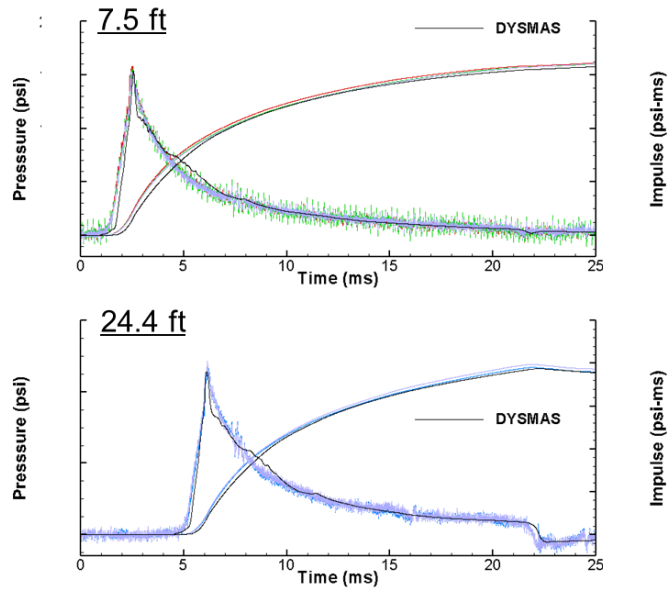 7.5 ft
DYSMAS
Presssure (psi)
Impulse (psi-ms)
0 5 10 15 20 25
Time (ms)
24.4 ft
DYSMAS
Presssure (psi)
Impulse (psi-ms)
0 5 10 15 20 25
Time (ms)